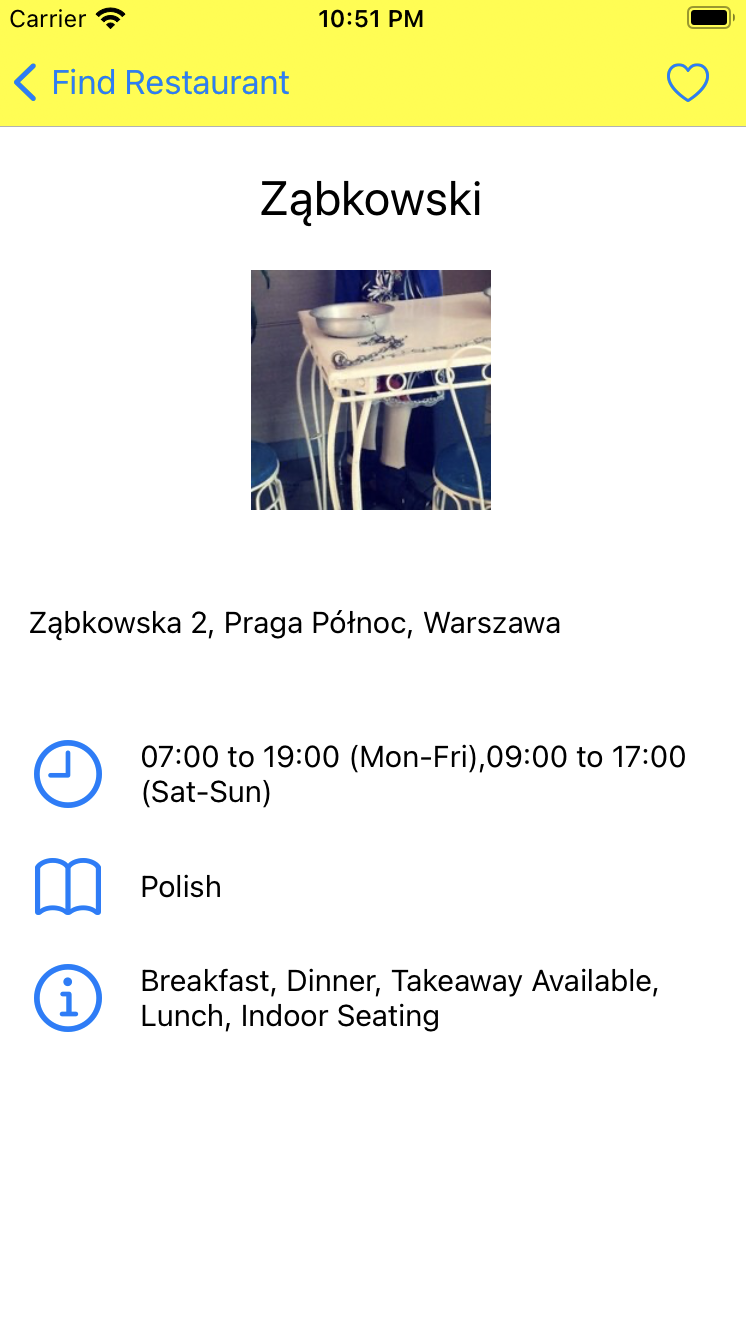 Carrier 10:51 PM
Find Restaurant
Ząbkowski
Ząbkowska 2, Praga Północ, Warszawa
07:00 to 19:00 (Mon-Fri),09:00 to 17:00
(Sat-Sun)
Polish
Breakfast, Dinner, Takeaway Available,
Lunch, Indoor Seating